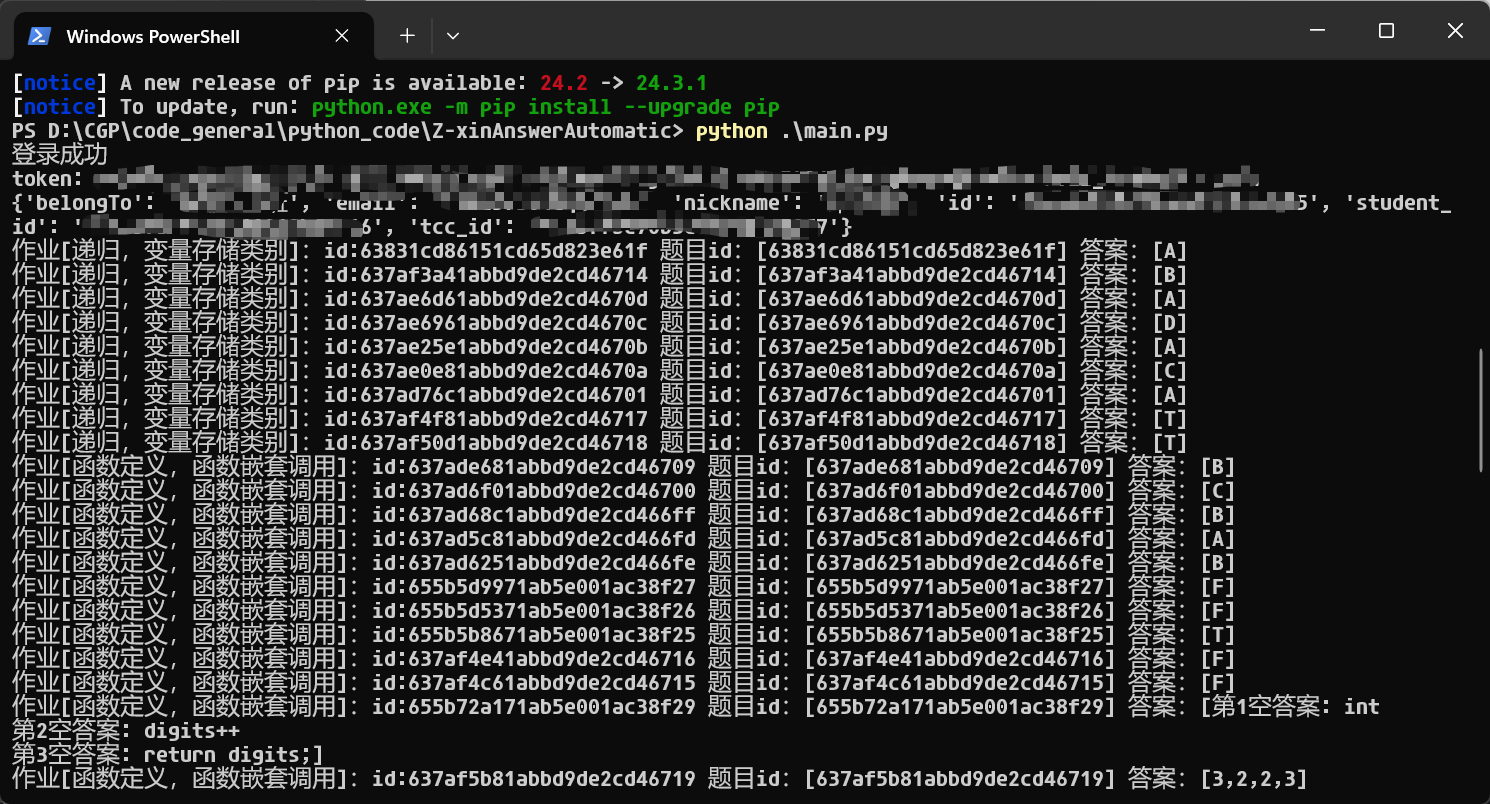 Windows PowerShell
[notice] A new release of pip is available: 24.2 -> 24.3.1
[notice] To update, run: python.exe -m pip install --upgrade pip
PS D:\CGP\code_general\python_code\Z-xinAnswerAutomatic> python .\main.py
登录成功
token:
{'belongTo': ', 'email': 'nickname': 'id': ' 5', 'student_
id': ' 6', 'tcc_id': 7'}
作业[递归，变量存储类别]：id:63831cd86151cd65d823e61f 题目id：[63831cd86151cd65d823e61f] 答案：[A]
作业[递归，变量存储类别]：id:637af3a41abbd9de2cd46714 题目id：[637af3a41abbd9de2cd46714] 答案：[B]
作业[递归，变量存储类别]：id:637ae6d61abbd9de2cd4670d 题目id：[637ae6d61abbd9de2cd4670d] 答案：[A]
作业[递归，变量存储类别]：id:637ae6961abbd9de2cd4670c 题目id：[637ae6961abbd9de2cd4670c] 答案：[D]
作业[递归，变量存储类别]：id:637ae25e1abbd9de2cd4670b 题目id：[637ae25e1abbd9de2cd4670b] 答案：[A]
作业[递归，变量存储类别]：id:637ae0e81abbd9de2cd4670a 题目id：[637ae0e81abbd9de2cd4670a] 答案：[C]
作业[递归，变量存储类别]：id:637ad76c1abbd9de2cd46701 题目id：[637ad76c1abbd9de2cd46701] 答案：[A]
作业[递归，变量存储类别]：id:637af4f81abbd9de2cd46717 题目id：[637af4f81abbd9de2cd46717] 答案：[T]
作业[递归，变量存储类别]：id:637af50d1abbd9de2cd46718 题目id：[637af50d1abbd9de2cd46718] 答案：[T]
作业[函数定义，函数嵌套调用]：id:637ade681abbd9de2cd46709 题目id：[637ade681abbd9de2cd46709] 答案：[B]
作业[函数定义，函数嵌套调用]：id:637ad6f01abbd9de2cd46700 题目id：[637ad6f01abbd9de2cd46700] 答案：[C]
作业[函数定义，函数嵌套调用]：id:637ad68c1abbd9de2cd466ff 题目id：[637ad68c1abbd9de2cd466ff] 答案：[B]
作业[函数定义，函数嵌套调用]：id:637ad5c81abbd9de2cd466fd 题目id：[637ad5c81abbd9de2cd466fd] 答案：[A]
作业[函数定义，函数嵌套调用]：id:637ad6251abbd9de2cd466fe 题目id：[637ad6251abbd9de2cd466fe] 答案：[B]
作业[函数定义，函数嵌套调用]：id:655b5d9971ab5e001ac38f27 题目id：[655b5d9971ab5e001ac38f27] 答案：[F]
作业[函数定义，函数嵌套调用]：id:655b5d5371ab5e001ac38f26 题目id：[655b5d5371ab5e001ac38f26] 答案：[F]
作业[函数定义，函数嵌套调用]：id:655b5b8671ab5e001ac38f25 题目id：[655b5b8671ab5e001ac38f25] 答案：[T]
作业[函数定义，函数嵌套调用]：id:637af4e41abbd9de2cd46716 题目id：[637af4e41abbd9de2cd46716] 答案：[F]
作业[函数定义，函数嵌套调用]：id:637af4c61abbd9de2cd46715 题目id：[637af4c61abbd9de2cd46715] 答案：[F]
作业[函数定义，函数嵌套调用]：id:655b72a171ab5e001ac38f29 题目id：[655b72a171ab5e001ac38f29] 答案：[第1空答案：int
第2空答案：digits++
第3空答案：return digits;]
作业[函数定义，函数嵌套调用]：id:637af5b81abbd9de2cd46719 题目id：[637af5b81abbd9de2cd46719] 答案：[3,2,2,3]